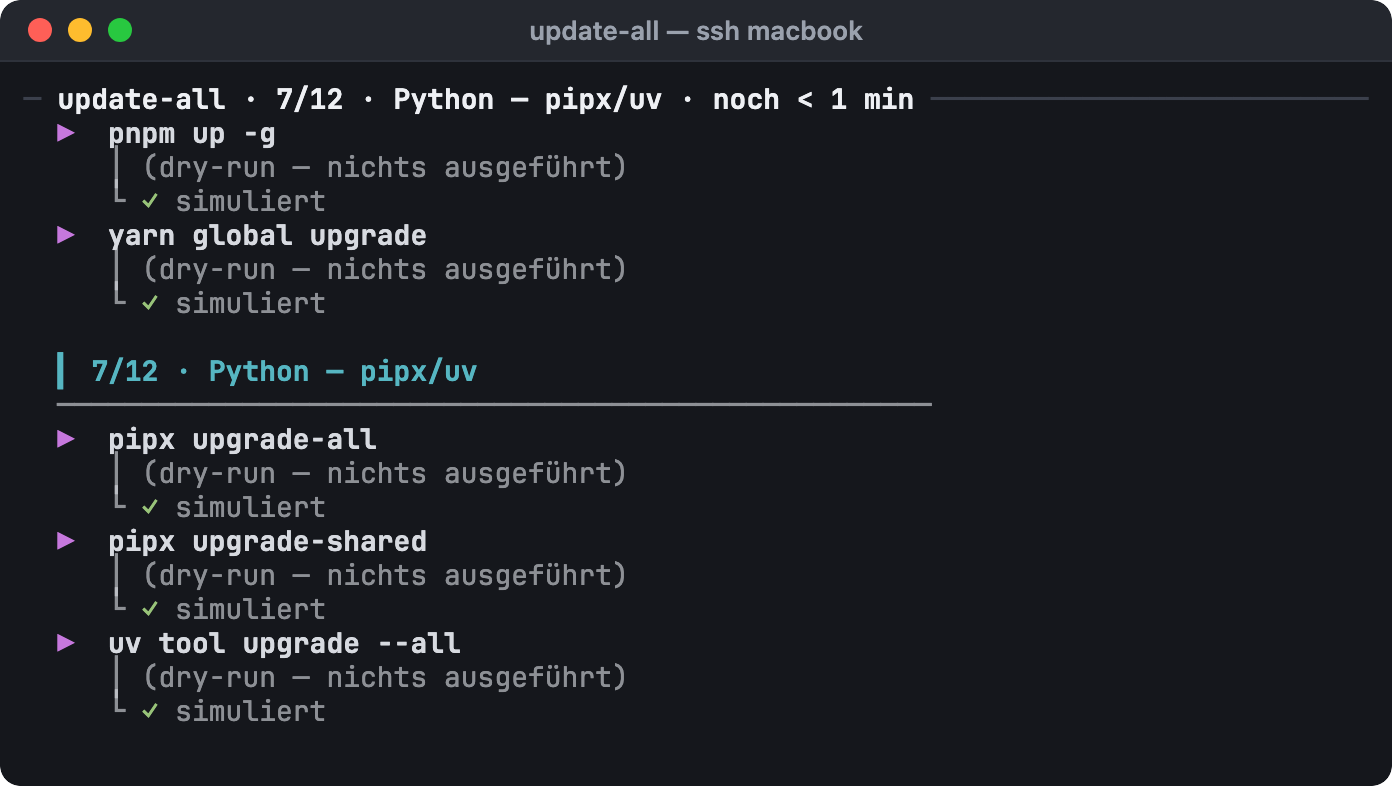 update-all — ssh macbook
update-all · 7/12 · Python — pipx/uv · noch < 1 min
▶ pnpm up -g
│ (dry-run — nichts ausgeführt)
└ ✓ simuliert
▶ yarn global upgrade
│ (dry-run — nichts ausgeführt)
└ ✓ simuliert
7/12 · Python — pipx/uv
▶ pipx upgrade-all
│ (dry-run — nichts ausgeführt)
└ ✓ simuliert
▶ pipx upgrade-shared
│ (dry-run — nichts ausgeführt)
└ ✓ simuliert
▶ uv tool upgrade --all
│ (dry-run — nichts ausgeführt)
└ ✓ simuliert